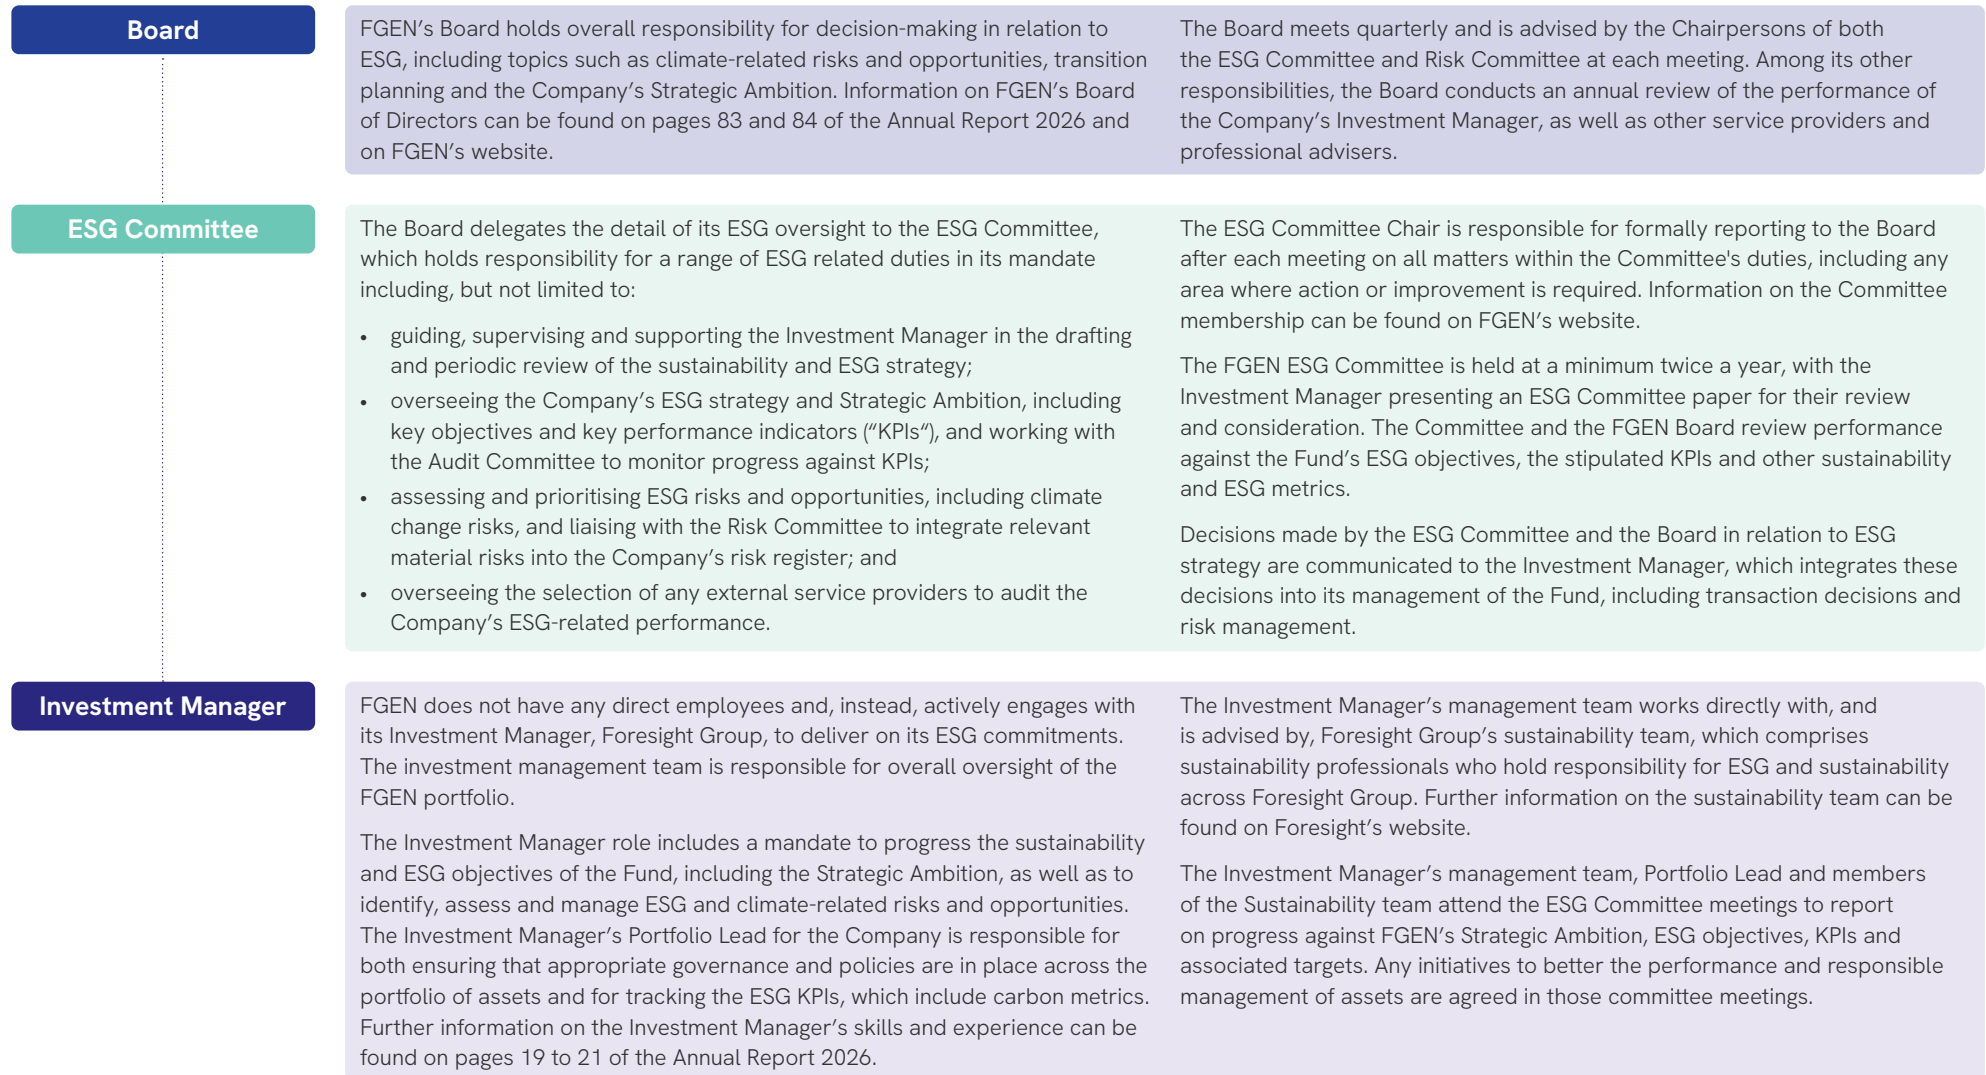 Board
FGEN’s Board holds overall responsibility for decision-making in relation to
ESG, including topics such as climate-related risks and opportunities, transition
planning and the Company’s Strategic Ambition. Information on FGEN’s Board
of Directors can be found on pages 83 and 84 of the Annual Report 2026 and
on FGEN’s website.
The Board meets quarterly and is advised by the Chairpersons of both
the ESG Committee and Risk Committee at each meeting. Among its other
responsibilities, the Board conducts an annual review of the performance of
the Company’s Investment Manager, as well as other service providers and
professional advisers.
ESG Committee
The Board delegates the detail of its ESG oversight to the ESG Committee,
which holds responsibility for a range of ESG related duties in its mandate
including, but not limited to:
• guiding, supervising and supporting the Investment Manager in the drafting
and periodic review of the sustainability and ESG strategy;
• overseeing the Company’s ESG strategy and Strategic Ambition, including
key objectives and key performance indicators (“KPIs“), and working with
the Audit Committee to monitor progress against KPIs;
• assessing and prioritising ESG risks and opportunities, including climate
change risks, and liaising with the Risk Committee to integrate relevant
material risks into the Company’s risk register; and
• overseeing the selection of any external service providers to audit the
Company’s ESG-related performance.
The ESG Committee Chair is responsible for formally reporting to the Board
after each meeting on all matters within the Committee's duties, including any
area where action or improvement is required. Information on the Committee
membership can be found on FGEN’s website.
The FGEN ESG Committee is held at a minimum twice a year, with the
Investment Manager presenting an ESG Committee paper for their review
and consideration. The Committee and the FGEN Board review performance
against the Fund’s ESG objectives, the stipulated KPIs and other sustainability
and ESG metrics.
Decisions made by the ESG Committee and the Board in relation to ESG
strategy are communicated to the Investment Manager, which integrates these
decisions into its management of the Fund, including transaction decisions and
risk management.
Investment Manager
FGEN does not have any direct employees and, instead, actively engages with
its Investment Manager, Foresight Group, to deliver on its ESG commitments.
The investment management team is responsible for overall oversight of the
FGEN portfolio.
The Investment Manager role includes a mandate to progress the sustainability
and ESG objectives of the Fund, including the Strategic Ambition, as well as to
identify, assess and manage ESG and climate-related risks and opportunities.
The Investment Manager’s Portfolio Lead for the Company is responsible for
both ensuring that appropriate governance and policies are in place across the
portfolio of assets and for tracking the ESG KPIs, which include carbon metrics.
Further information on the Investment Manager’s skills and experience can be
found on pages 19 to 21 of the Annual Report 2026.
The Investment Manager’s management team works directly with, and
is advised by, Foresight Group’s sustainability team, which comprises
sustainability professionals who hold responsibility for ESG and sustainability
across Foresight Group. Further information on the sustainability team can be
found on Foresight’s website.
The Investment Manager’s management team, Portfolio Lead and members
of the Sustainability team attend the ESG Committee meetings to report
on progress against FGEN’s Strategic Ambition, ESG objectives, KPIs and
associated targets. Any initiatives to better the performance and responsible
management of assets are agreed in those committee meetings.